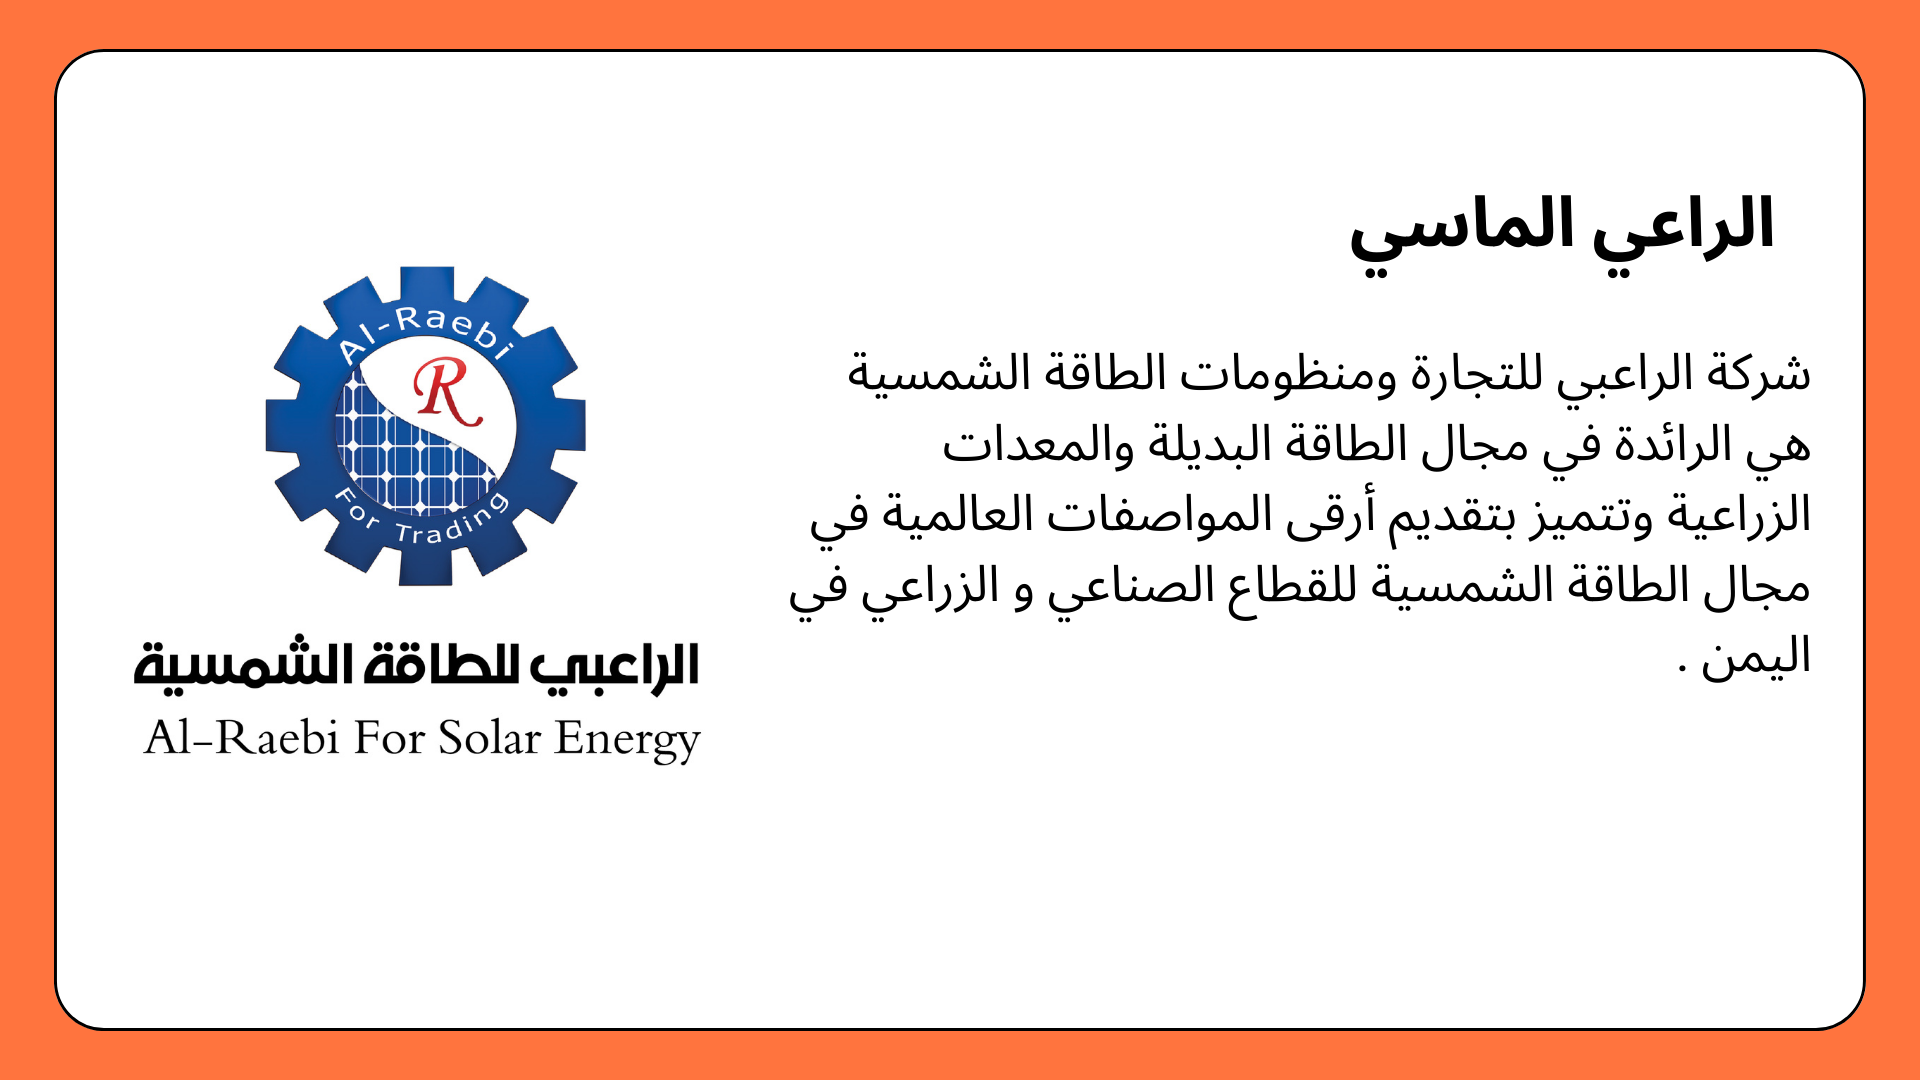 الراعي الماسي
شركة الراعبي للتجارة ومنظومات الطاقة الشمسية
هي الرائدة في مجال الطاقة البديلة والمعدات
الزراعية وتتميز بتقديم أرقى المواصفات العالمية في
مجال الطاقة الشمسية للقطاع الصناعي و الزراعي في
اليمن .
Al-Raebi
R
For Trading
الراعبي للطاقة الشمسية
Al-Raebi For Solar Energy